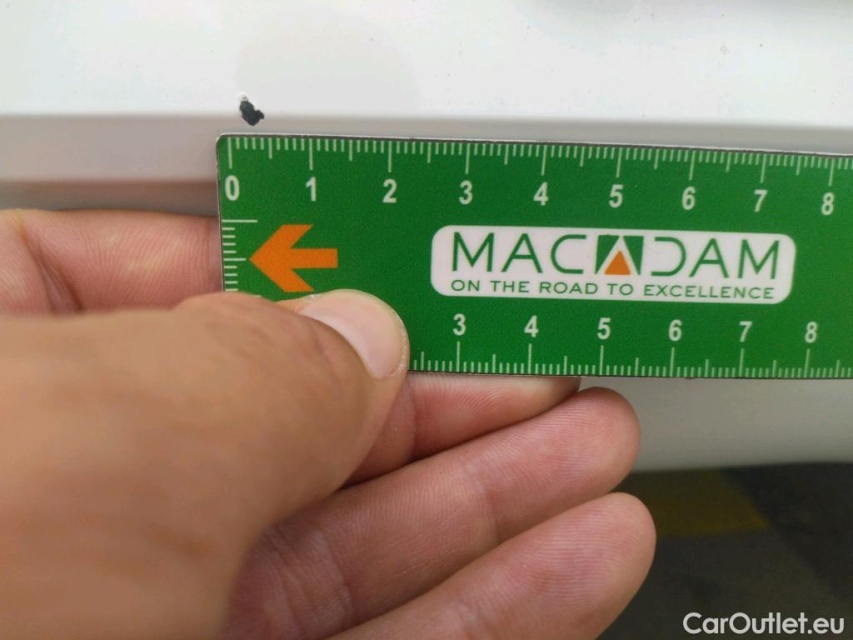 0 1 2 3 4 5 6 7 8
MACADAM
ON THE ROAD TO EXCELLENCE
3 4 5 6 7 8
CarOutlet.eu